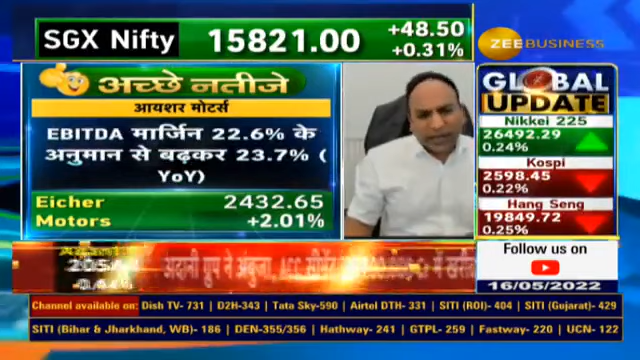 SGX Nifty 15821.00 +48.50
+0.31%
ZEE BUSINESS
अच्छे नतीजे
आयशर मोटर्स
EBITDA मार्जिन 22.6% के
अनुमान से बढ़कर 23.7% (
YoY)
Eicher 2432.65
Motors +2.01%
GLOBAL
UPDATE
Nikkei 225
26492.29
0.24%
Kospi
2598.45
0.22%
Hang Seng
19849.72
0.25%
अदानी ग्रुप ने
Follow us on
16/05/2022
Channel available on: Dish TV- 731 | D2H-343 | Tata Sky-590 | Airtel DTH- 331 | SITI (ROI)- 404 | SITI (Gujarat)- 429
SITI (Bihar & Jharkhand, WB)- 186 | DEN-355/356 | Hathway- 241 | GTPL- 259 | Fastway- 220 | UCN- 122